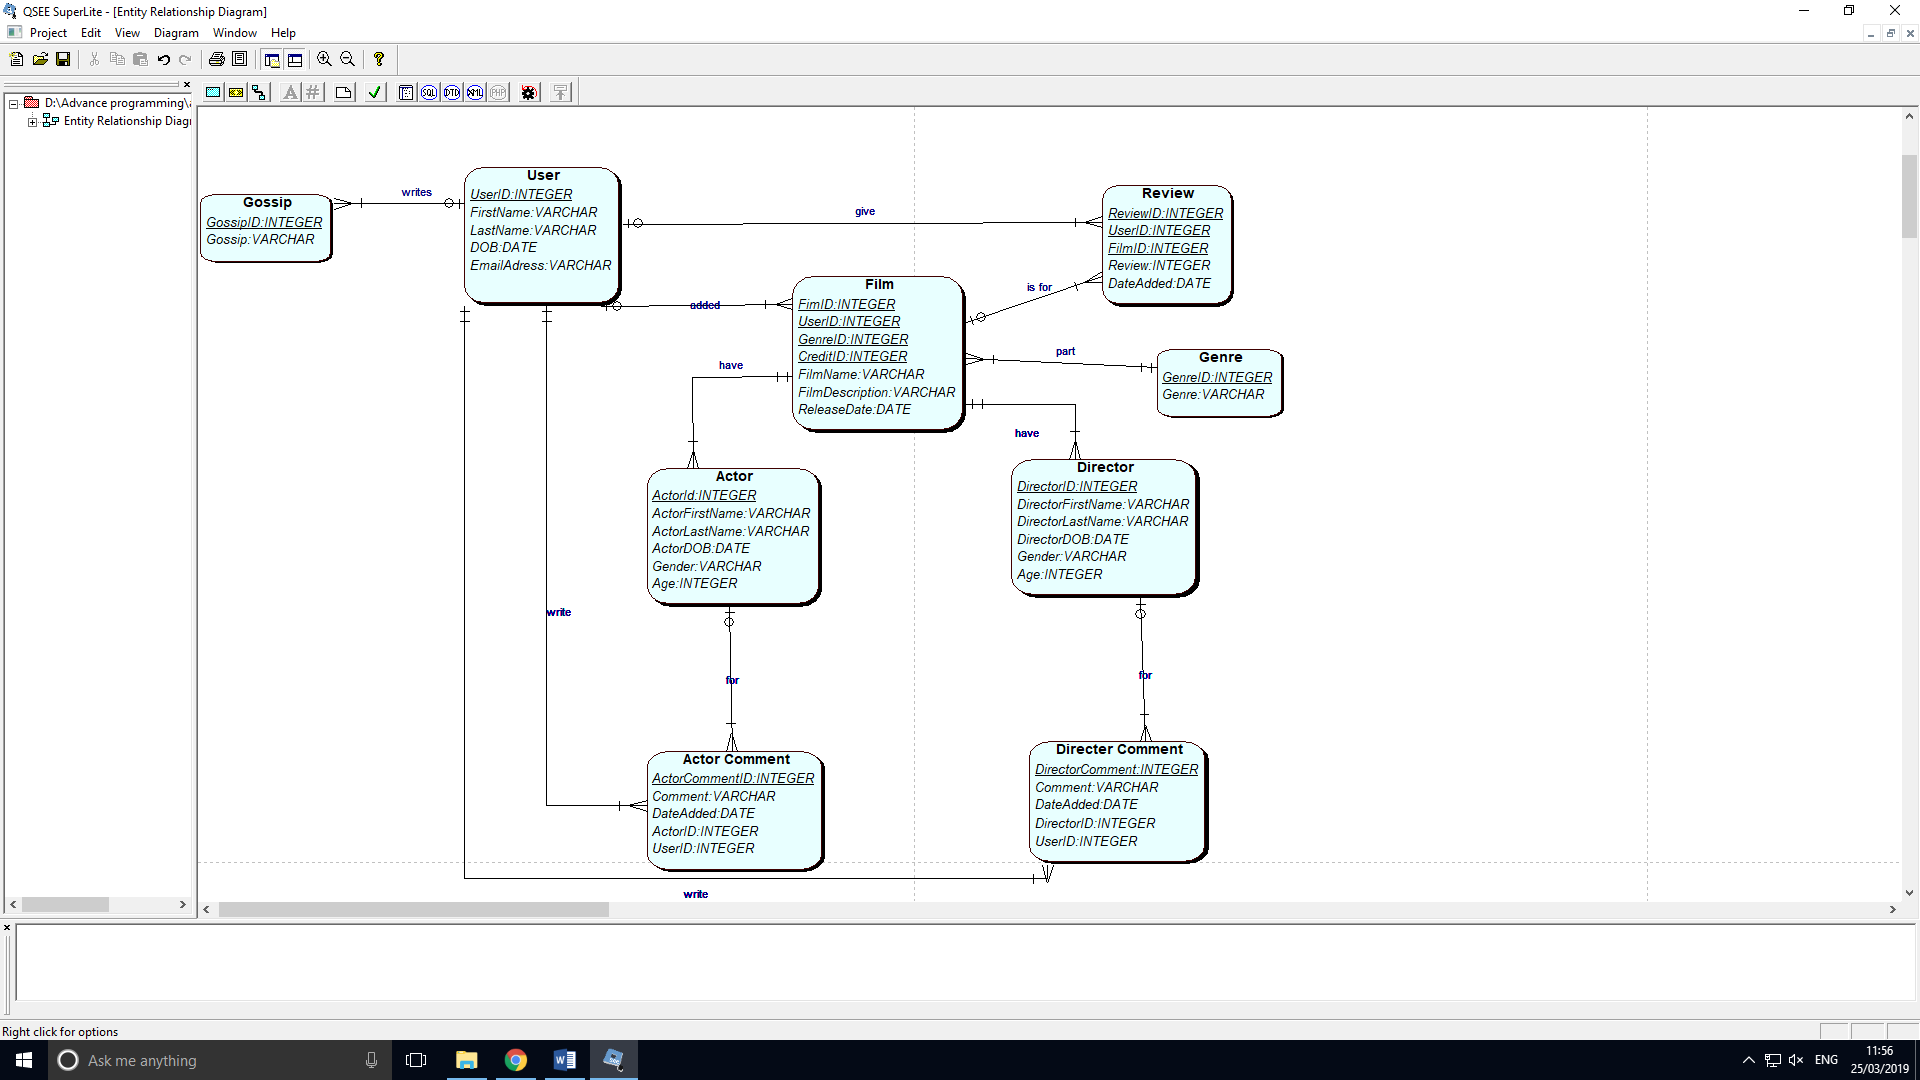 QSEE SuperLite - [Entity Relationship Diagram]
Project Edit View Diagram Window Help
D:\Advance programming\
Entity Relationship Diagr
User
UserID:INTEGER
FirstName:VARCHAR
LastName:VARCHAR
DOB:DATE
EmailAdress:VARCHAR
writes
Gossip
GossipID:INTEGER
Gossip:VARCHAR
give
Review
ReviewID:INTEGER
UserID:INTEGER
FilmID:INTEGER
Review:INTEGER
DateAdded:DATE
added
is for
Film
FimID:INTEGER
UserID:INTEGER
GenreID:INTEGER
CreditID:INTEGER
FilmName:VARCHAR
FilmDescription:VARCHAR
ReleaseDate:DATE
part
Genre
GenreID:INTEGER
Genre:VARCHAR
have
have
Actor
ActorId:INTEGER
ActorFirstName:VARCHAR
ActorLastName:VARCHAR
ActorDOB:DATE
Gender:VARCHAR
Age:INTEGER
Director
DirectorID:INTEGER
DirectorFirstName:VARCHAR
DirectorLastName:VARCHAR
DirectorDOB:DATE
Gender:VARCHAR
Age:INTEGER
write
for
for
Actor Comment
ActorCommentID:INTEGER
Comment:VARCHAR
DateAdded:DATE
ActorID:INTEGER
UserID:INTEGER
Directer Comment
DirectorComment:INTEGER
Comment:VARCHAR
DateAdded:DATE
DirectorID:INTEGER
UserID:INTEGER
write
Right click for options
Ask me anything
ENG
11:56
25/03/2019